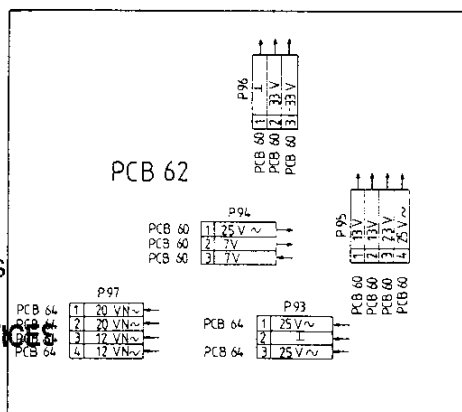 P96
1 ⊥
2 33 V
3 -33 V
PCB 60
PCB 60
PCB 60
PCB 62
P94
PCB 60 1 25 V ~
PCB 60 2 7V
PCB 60 3 7V
P95
1 13 V
2 13V
3 23 V
4 25 V ~
PCB 60
PCB 60
PCB 60
PCB 60
P97
PCB 64 1 20 VN~
2 20 VN~
3 12 VN~
PCB 64 4 12 VN~
P93
PCB 64 1 25V ~
2 ⊥
PCB 64 3 25V ~